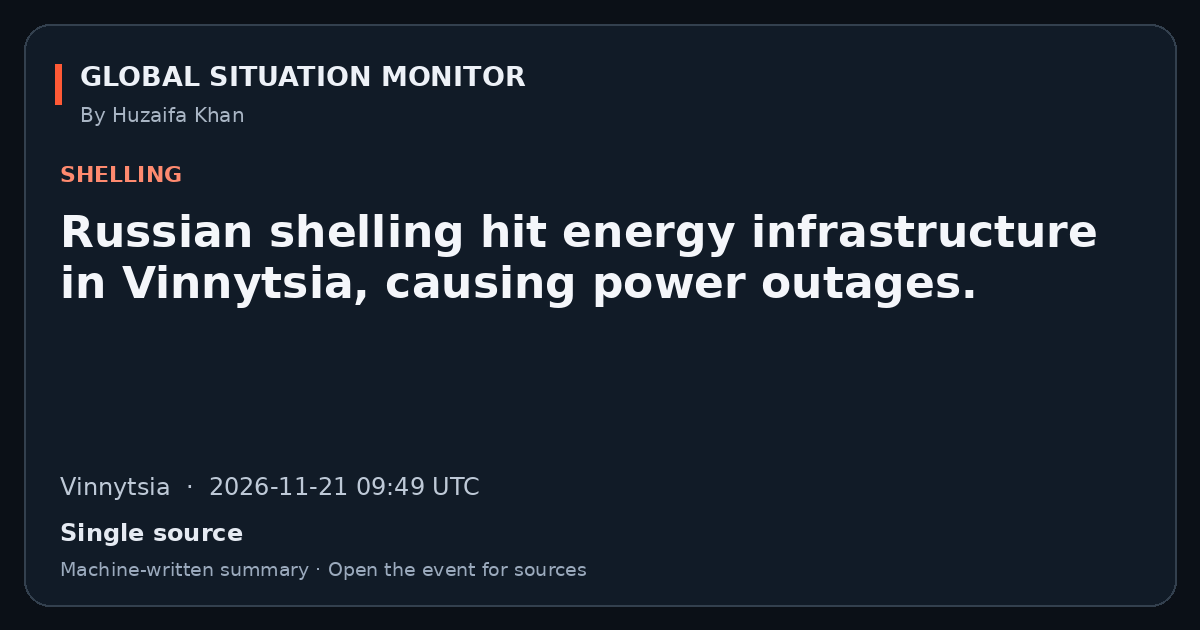 GLOBAL SITUATION MONITOR
By Huzaifa Khan
SHELLING
Russian shelling hit energy infrastructure
in Vinnytsia, causing power outages.
Vinnytsia · 2026-11-21 09:49 UTC
Single source
Machine-written summary · Open the event for sources